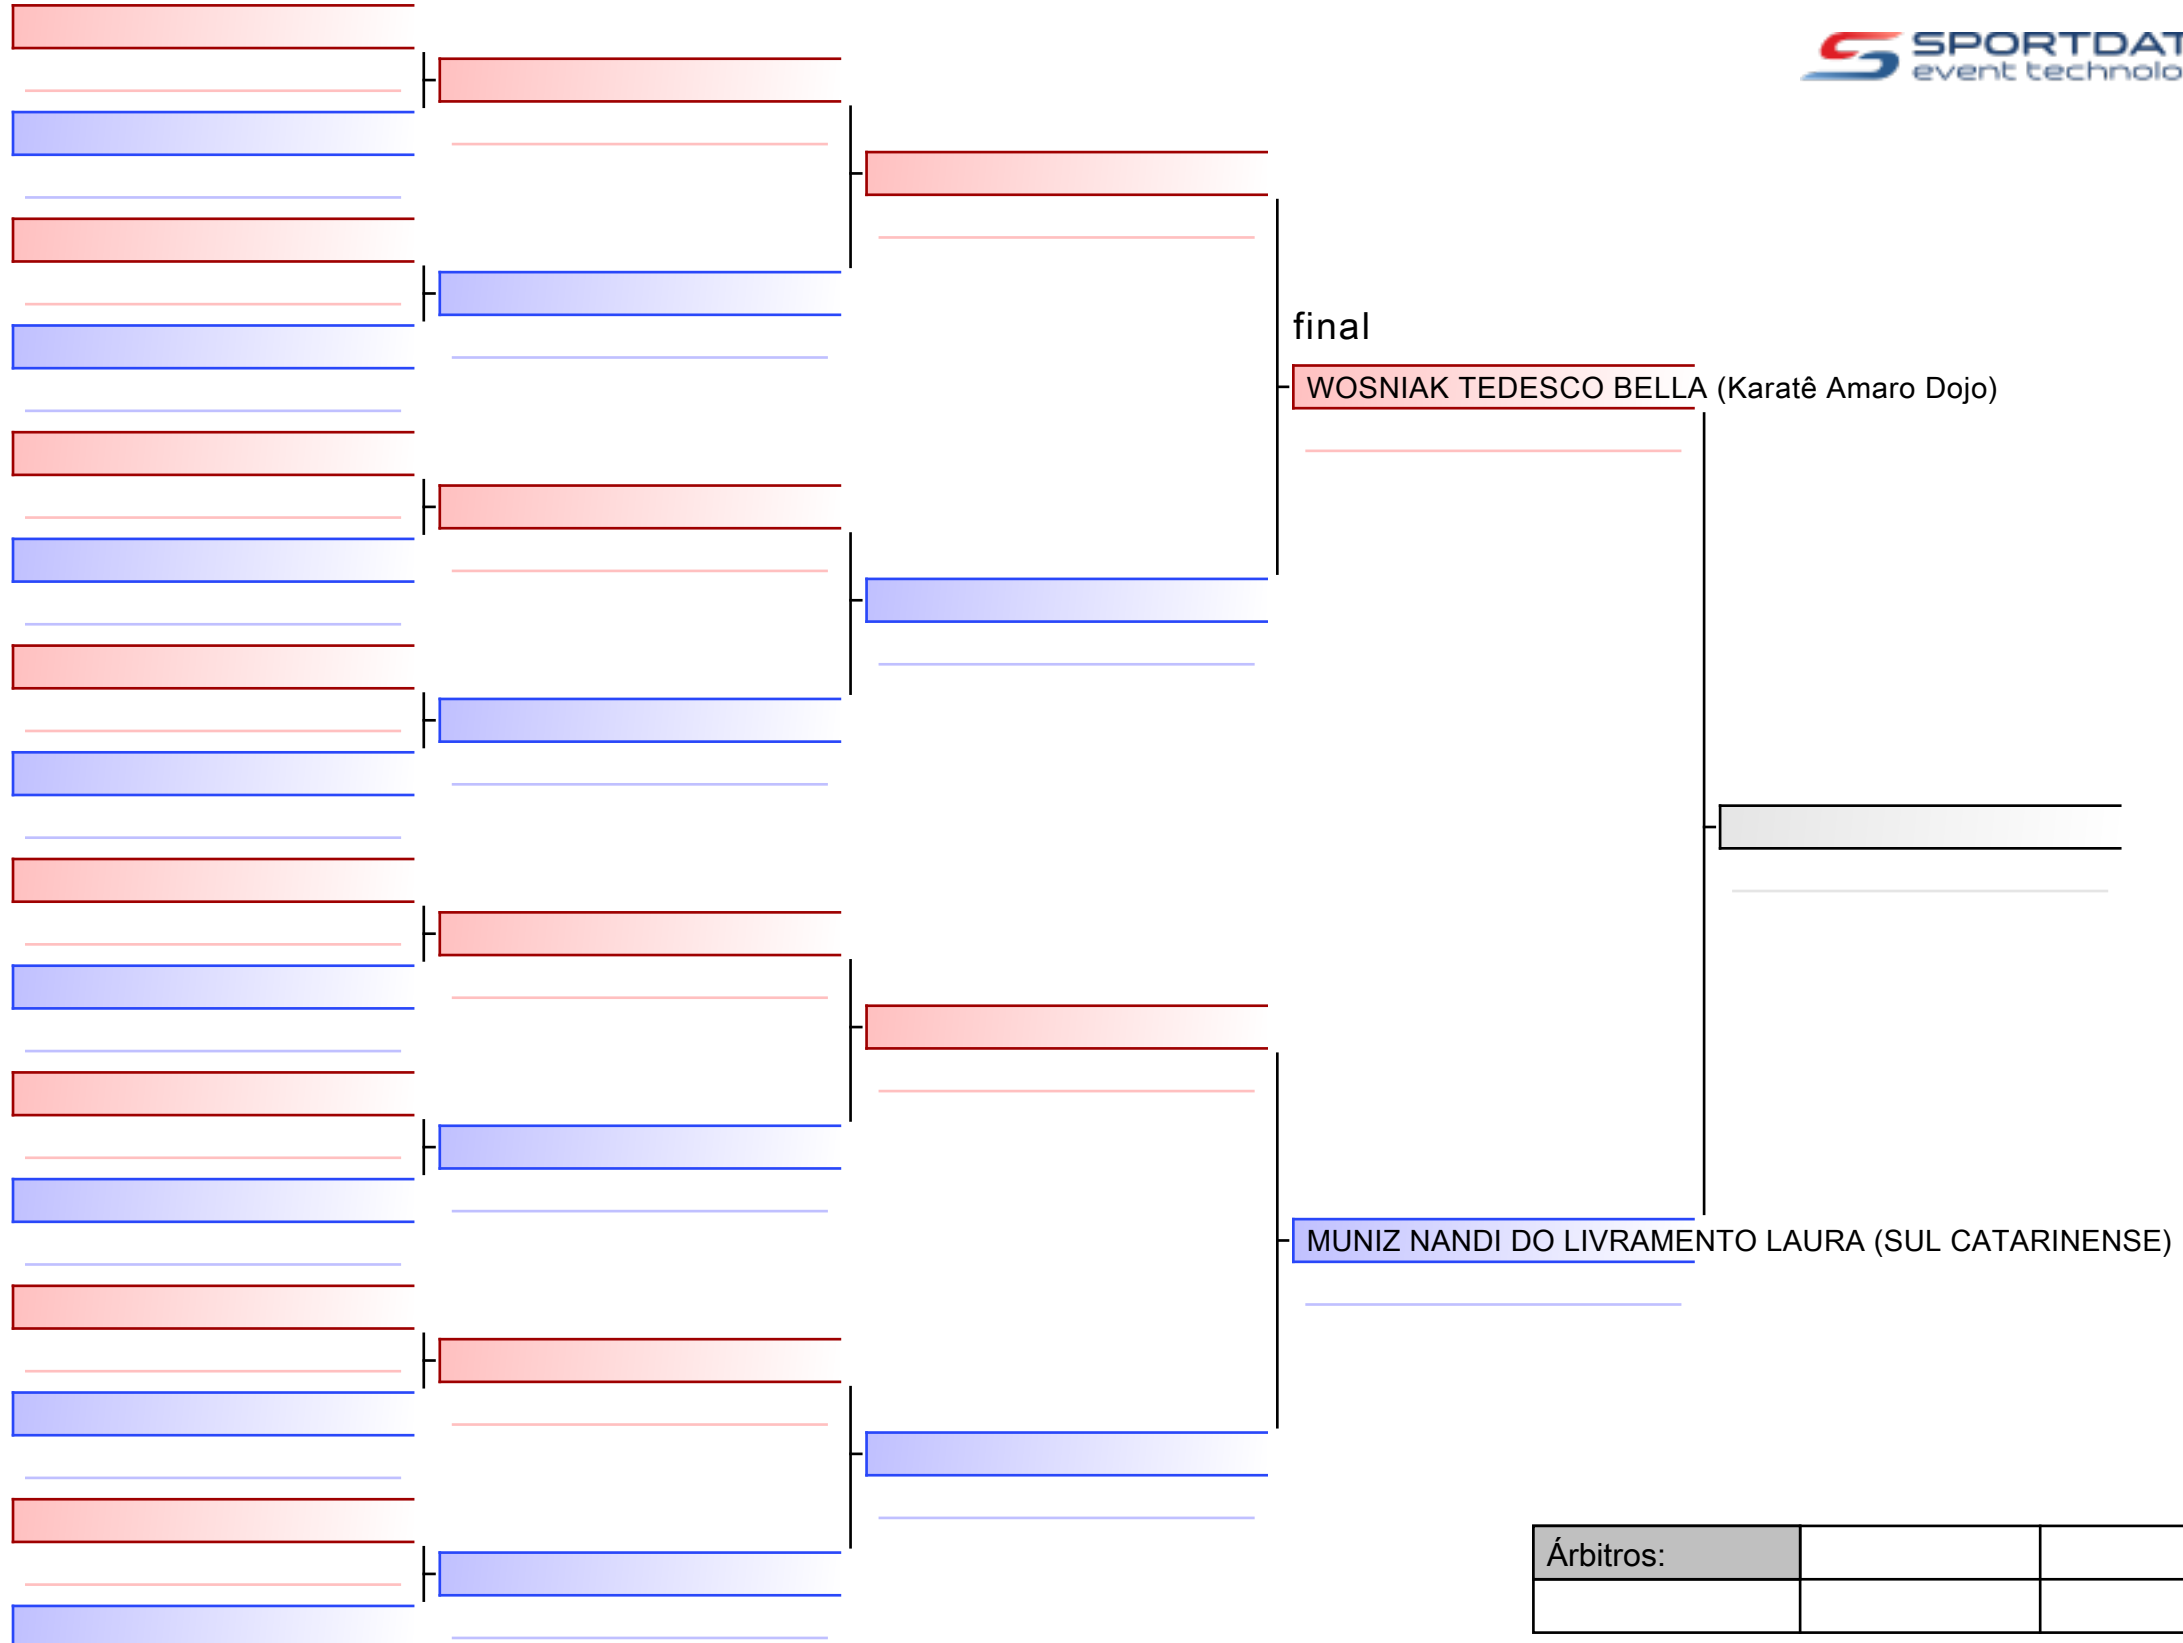 SPORTDAT
event technolo
final
WOSNIAK TEDESCO BELLA (Karatê Amaro Dojo)
MUNIZ NANDI DO LIVRAMENTO LAURA (SUL CATARINENSE)
Árbitros: